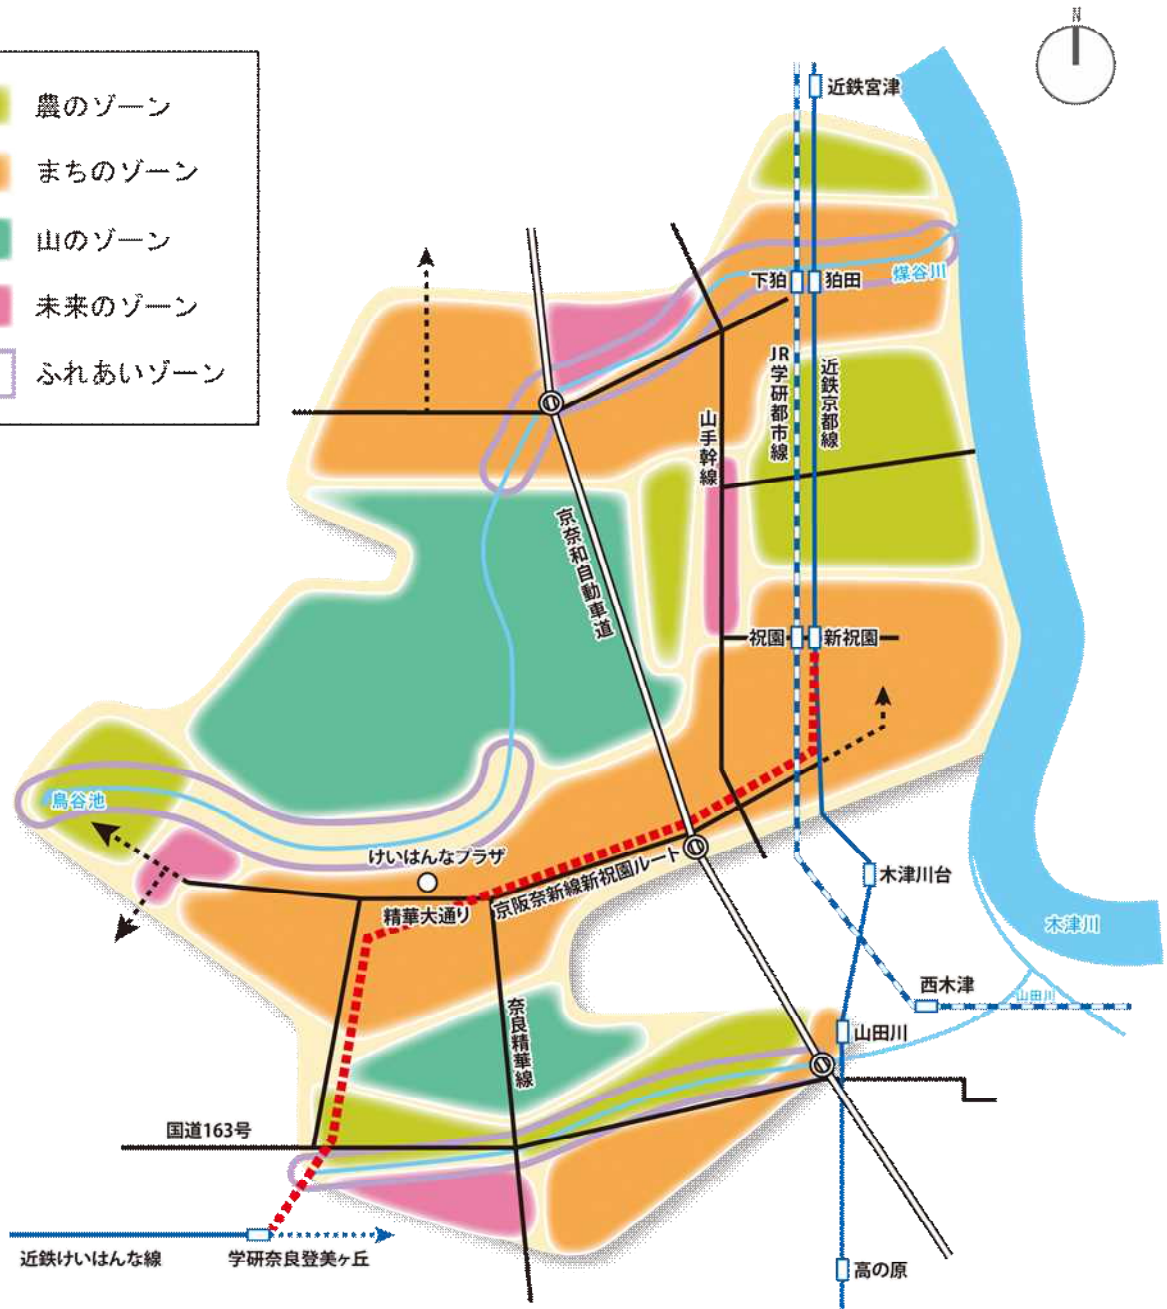 N
近鉄宮津
農のゾーン
まちのゾーン
山のゾーン
未来のゾーン
ふれあいゾーン
下狛
狛田
煤谷川
JR学研都市線
近鉄京都線
山手幹線
京奈和自動車道
祝園
新祝園
鳥谷池
けいはんなプラザ
精華大通り
京阪奈新線新祝園ルート
木津川台
木津川
西木津
山田川
山田川
奈良精華線
国道163号
近鉄けいはんな線
学研奈良登美ヶ丘
高の原